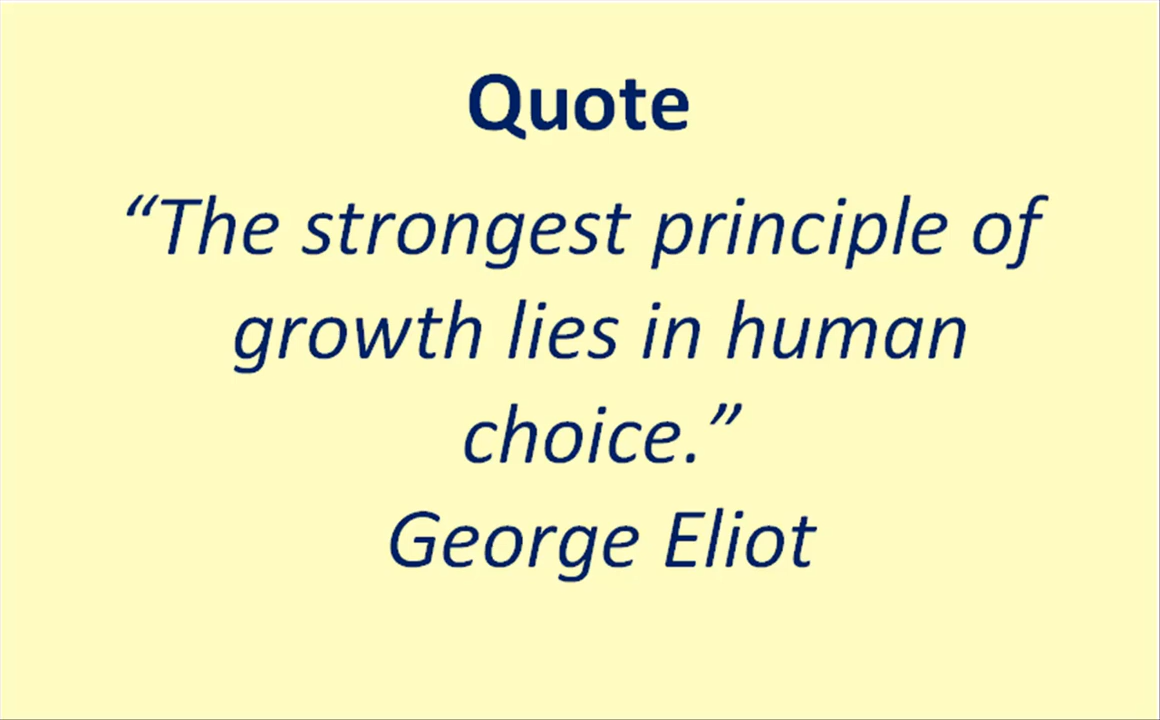 Quote
“The strongest principle of
growth lies in human
choice.”
George Eliot